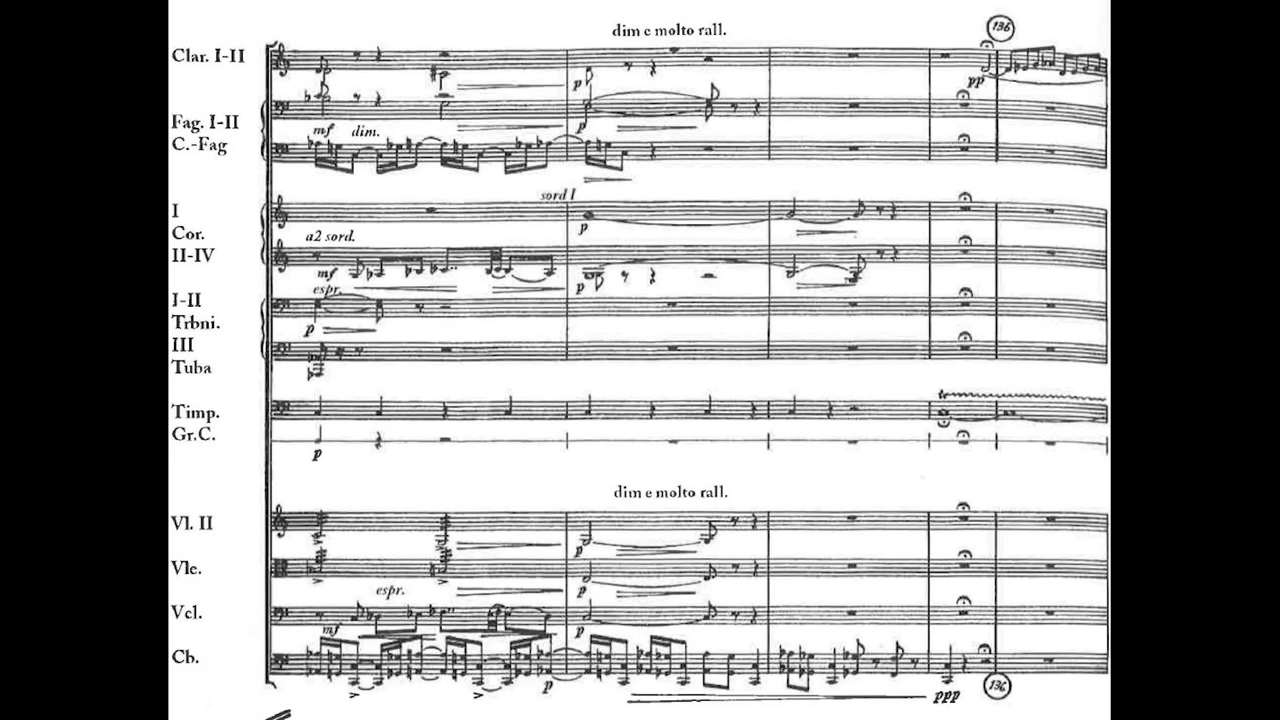 dim e molto rall.
136
Clar. I-II
p
pp
Fag. I-II
mf dim.
p
C.-Fag
sord I
I
p
Cor.
a2 sord.
II-IV
mf
p
espr.
I-II
p
Trbni.
III
Tuba
Timp.
Gr.C.
p
dim e molto rall.
Vl. II
p
Vle.
p
espr.
Vcl.
mf
p
Cb.
p
ppp
136